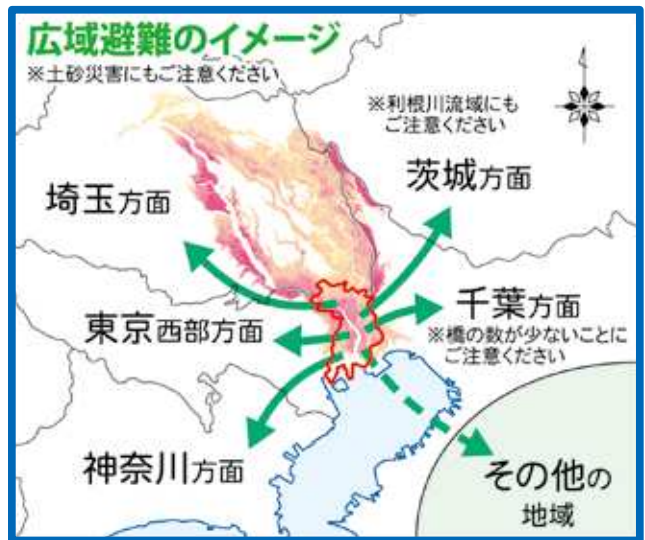 広域避難のイメージ
※土砂災害にもご注意ください
※利根川流域にも
ご注意ください
茨城方面
埼玉方面
千葉方面
※橋の数が少ないことに
ご注意ください
東京西部方面
神奈川方面
その他の
地域